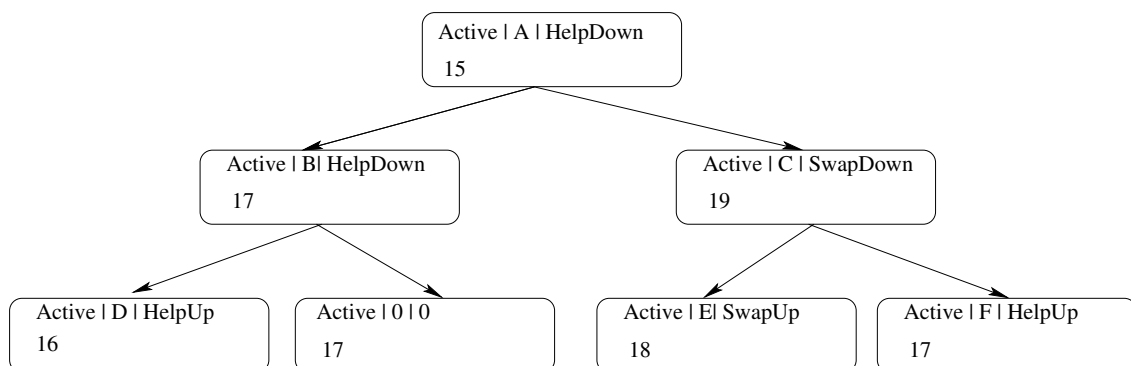 Active | A | HelpDown
15
Active | B| HelpDown
17
Active | C | SwapDown
19
Active | D | HelpUp
16
Active | 0 | 0
17
Active | E| SwapUp
18
Active | F | HelpUp
17